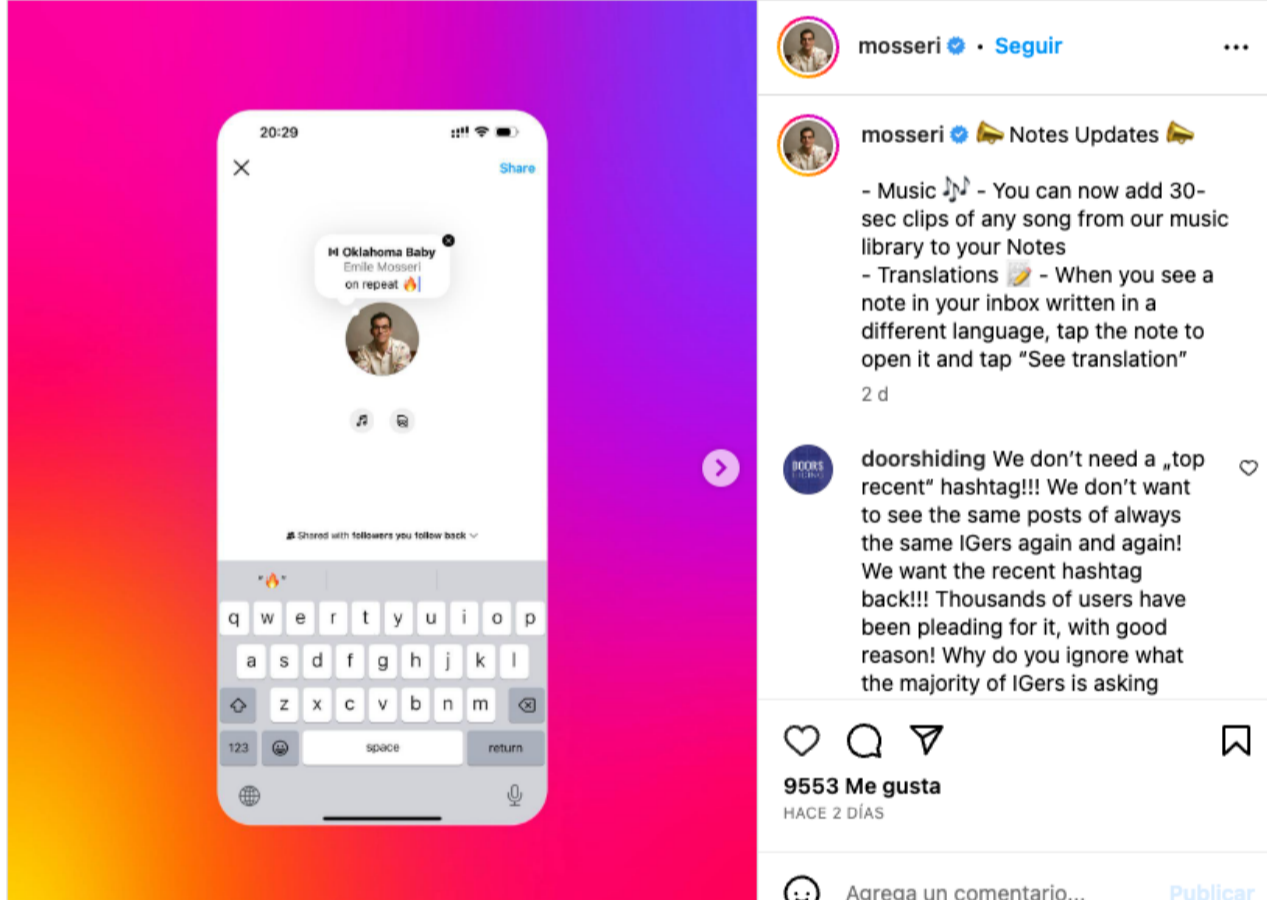 20:29
Share
Oklahoma Baby
Emile Mosseri
on repeat 🔥
Shared with followers you follow back
"🔥"
q w e r t y u i o p
a s d f g h j k l
z x c v b n m
123 space return
mosseri • Seguir
mosseri 📣 Notes Updates 📣
- Music 🎶 - You can now add 30-
sec clips of any song from our music
library to your Notes
- Translations 📝 - When you see a
note in your inbox written in a
different language, tap the note to
open it and tap “See translation”
2 d
DOORS
HIDING
doorshiding We don’t need a „top
recent“ hashtag!!! We don’t want
to see the same posts of always
the same IGers again and again!
We want the recent hashtag
back!!! Thousands of users have
been pleading for it, with good
reason! Why do you ignore what
the majority of IGers is asking
9553 Me gusta
HACE 2 DÍAS
Agrega un comentario...
Publicar